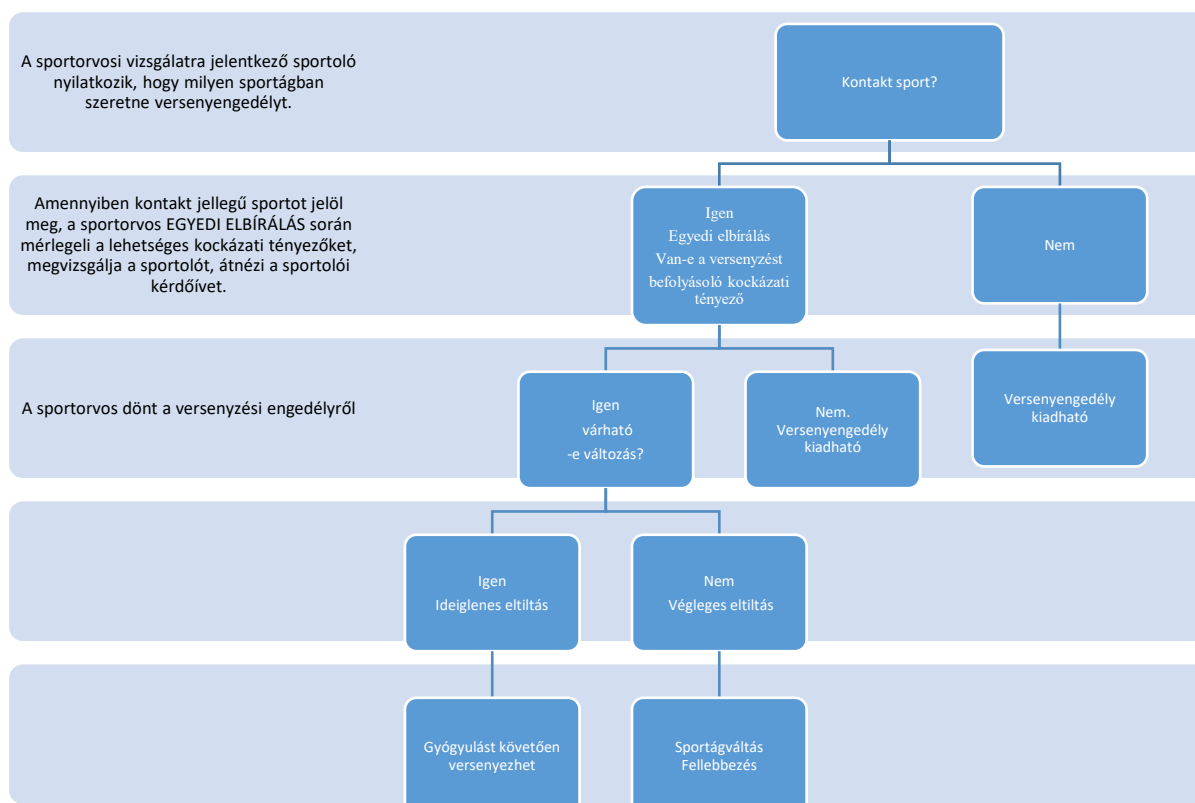 A sportorvosi vizsgálatra jelentkező sportoló
nyilatkozik, hogy milyen sportágban
szeretne versenyengedélyt.
Kontakt sport?
Amennyiben kontakt jellegű sportot jelöl
meg, a sportorvos EGYEDI ELBÍRÁLÁS során
mérlegeli a lehetséges kockázati tényezőket,
megvizsgálja a sportolót, átnézi a sportolói
kérdőívet.
Igen
Egyedi elbírálás
Van-e a versenyzést
befolyásoló kockázati
tényező
Nem
A sportorvos dönt a versenyzési engedélyről
Igen
várható
-e változás?
Nem.
Versenyengedély
kiadható
Versenyengedély
kiadható
Igen
Ideiglenes eltiltás
Nem
Végleges eltiltás
Gyógyulást követően
versenyezhet
Sportágváltás
Fellebbezés